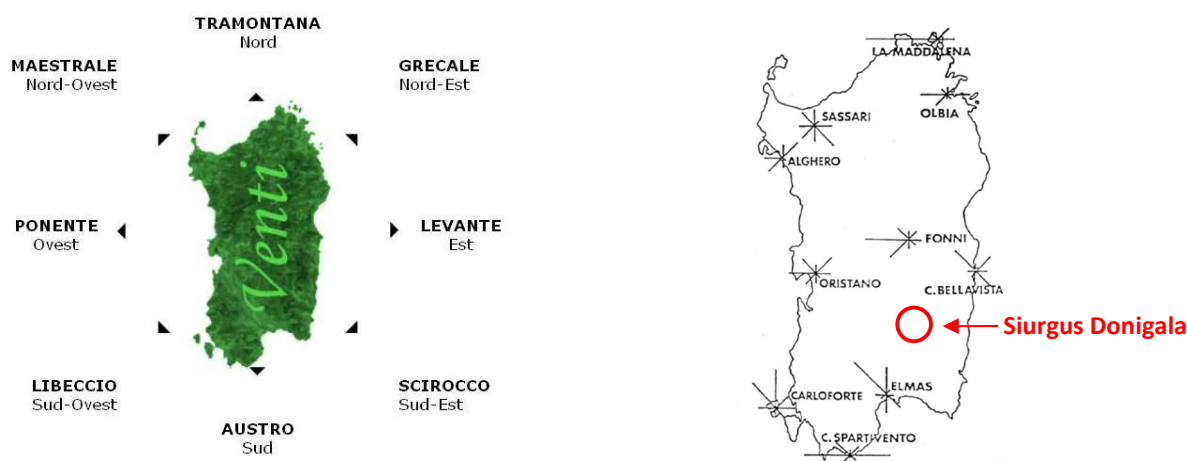 TRAMONTANA
Nord
MAESTRALE
Nord-Ovest
GRECALE
Nord-Est
PONENTE
Ovest
Venti
LEVANTE
Est
LIBECCIO
Sud-Ovest
SCIROCCO
Sud-Est
AUSTRO
Sud
LA MADDALENA
OLBIA
SASSARI
ALGHERO
FONNI
ORISTANO
C.BELLAVISTA
Siurgus Donigala
CARLOFORTE
ELMAS
C.SPARTIVENTO